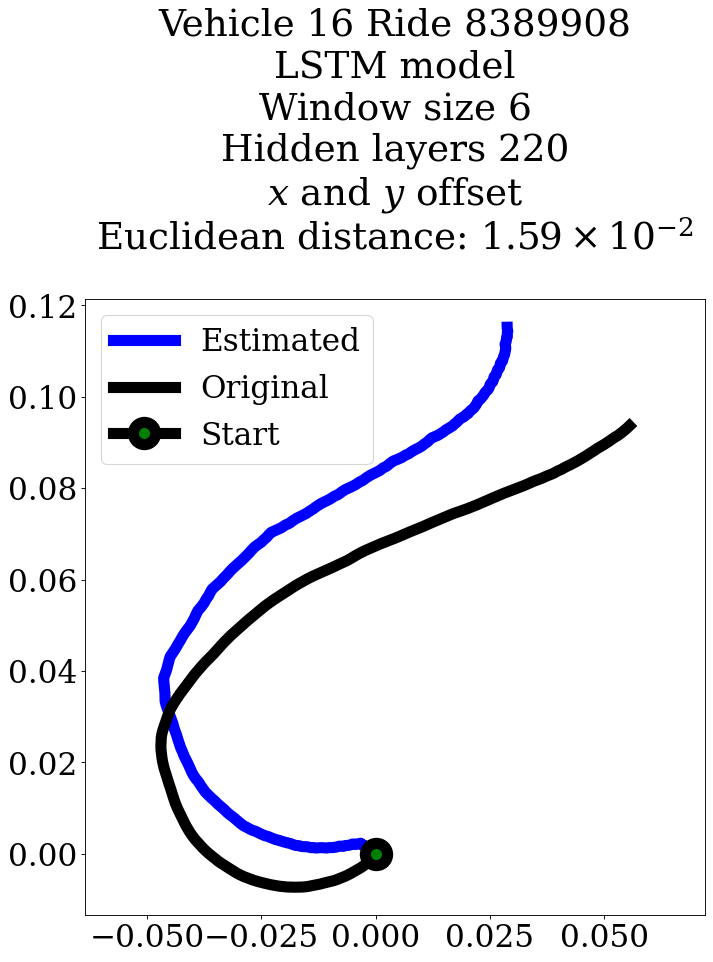 Vehicle 16 Ride 8389908
LSTM model
Window size 6
Hidden layers 220
x and y offset
Euclidean distance: 1.59 × 10⁻²
0.12
0.10
0.08
0.06
0.04
0.02
0.00
Estimated
Original
Start
−0.050 −0.025 0.000 0.025 0.050